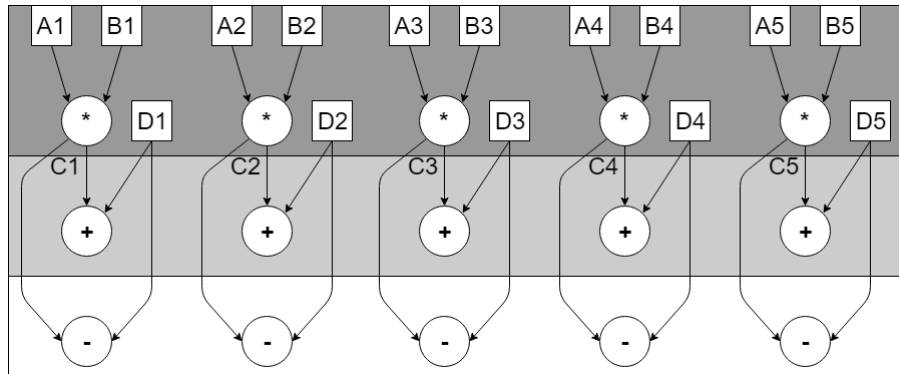 A1 B1 A2 B2 A3 B3 A4 B4 A5 B5
* D1 * D2 * D3 * D4 * D5
C1 C2 C3 C4 C5
+ + + + +
- - - - -